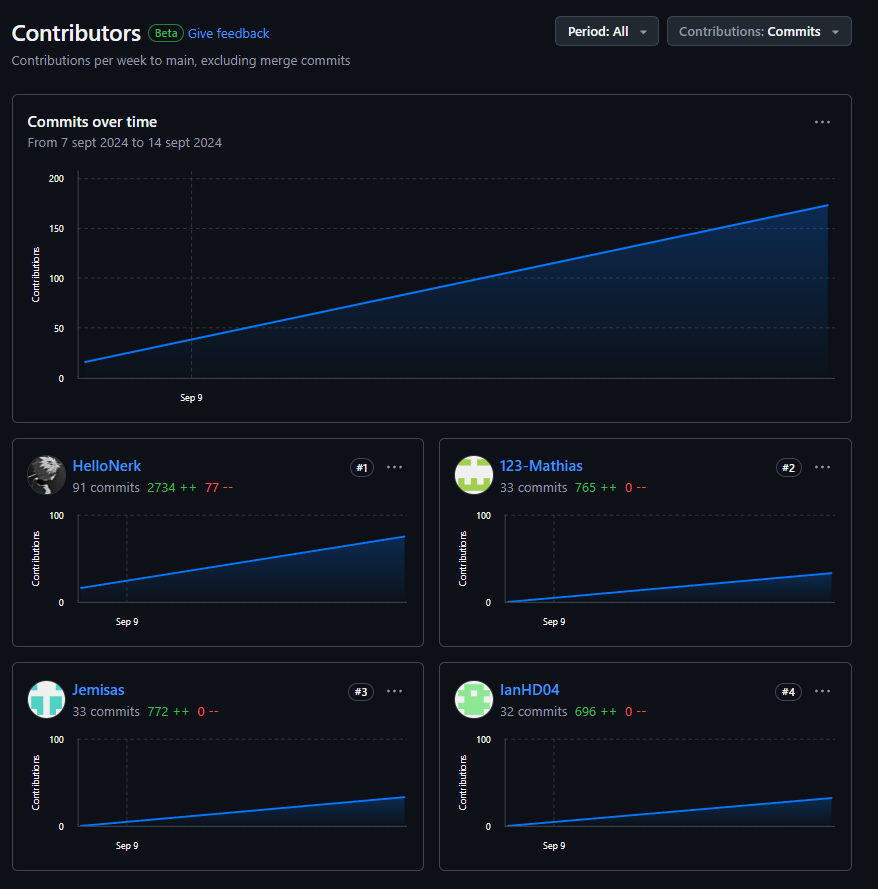 Contributors Beta Give feedback
Period: All
Contributions: Commits
Contributions per week to main, excluding merge commits
Commits over time
From 7 sept 2024 to 14 sept 2024
200
150
100
50
0
Contributions
Sep 9
HelloNerk
#1
91 commits 2734 ++ 77 --
100
0
Contributions
Sep 9
123-Mathias
#2
33 commits 765 ++ 0 --
100
0
Contributions
Sep 9
Jemisas
#3
33 commits 772 ++ 0 --
100
0
Contributions
Sep 9
IanHD04
#4
32 commits 696 ++ 0 --
100
0
Contributions
Sep 9